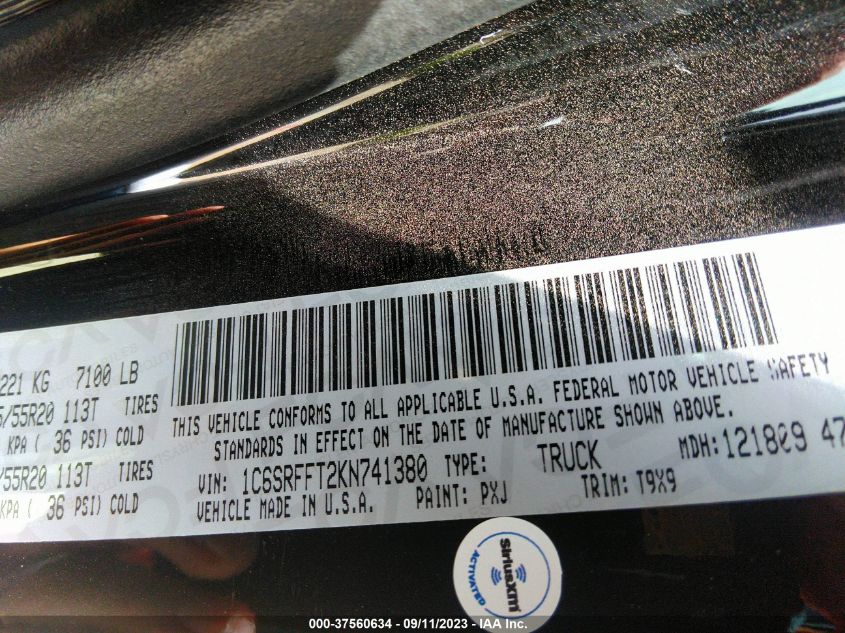 221 KG 7100 LB
/55R20 113T TIRES
KPA ( 36 PSI) COLD
/55R20 113T TIRES
KPA ( 36 PSI) COLD
THIS VEHICLE CONFORMS TO ALL APPLICABLE U.S.A. FEDERAL MOTOR VEHICLE SAFETY
STANDARDS IN EFFECT ON THE DATE OF MANUFACTURE SHOWN ABOVE.
VIN: 1C6SRFFT2KN741380 TYPE: TRUCK MDH: 121809 47
VEHICLE MADE IN U.S.A. PAINT: PXJ TRIM: T9X9
SiriusXM
ACTIVATED
000-37560634 - 09/11/2023 - IAA Inc.